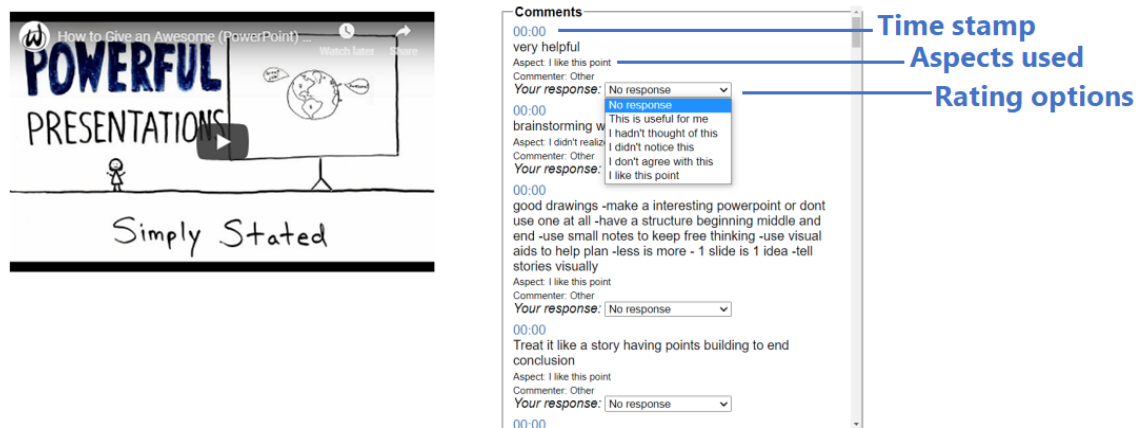 How to Give an Awesome (PowerPoint) ...
Watch later
Share
POWERFUL
PRESENTATIONS
Simply Stated
Comments
00:00
very helpful
Aspect: I like this point
Commenter: Other
Your response: No response
No response
This is useful for me
I hadn't thought of this
I didn't notice this
I don't agree with this
I like this point
00:00
brainstorming w
Aspect: I didn't realiz
Commenter: Other
Your response:
00:00
good drawings -make a interesting powerpoint or dont
use one at all -have a structure beginning middle and
end -use small notes to keep free thinking -use visual
aids to help plan -less is more - 1 slide is 1 idea -tell
stories visually
Aspect: I like this point
Commenter: Other
Your response: No response
00:00
Treat it like a story having points building to end
conclusion
Aspect: I like this point
Commenter: Other
Your response: No response
00:00
Time stamp
Aspects used
Rating options